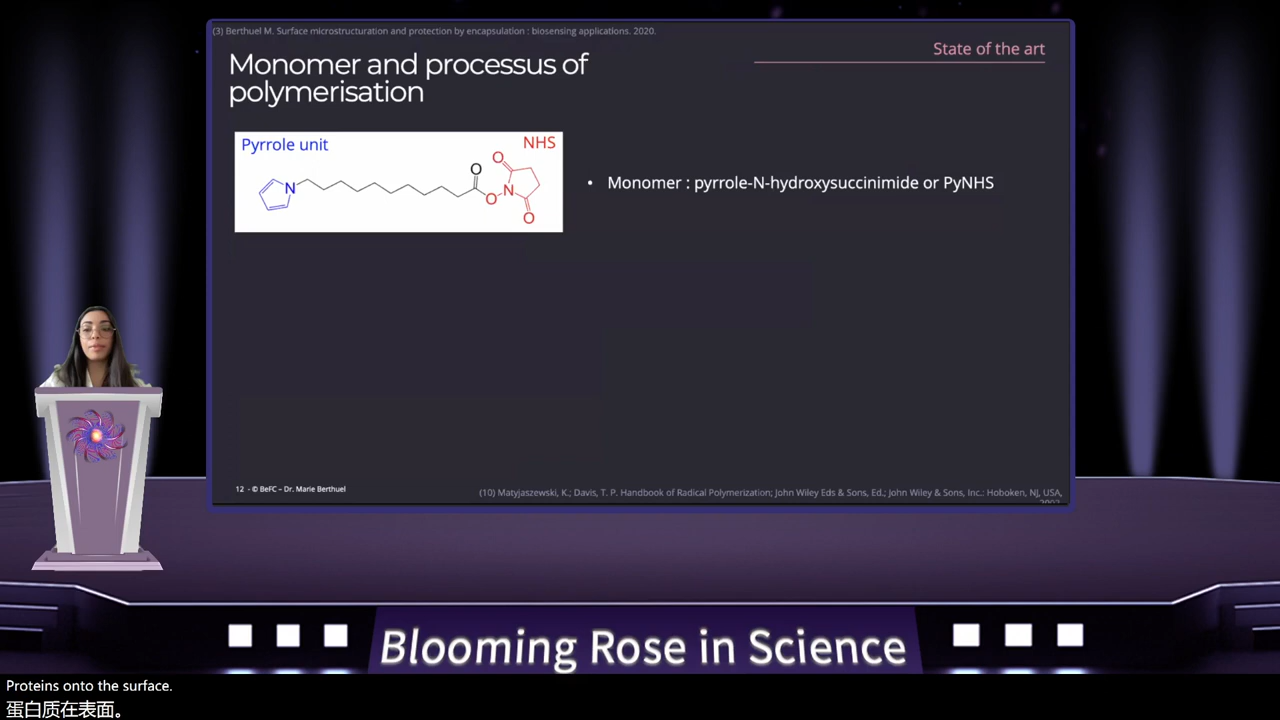 (3) Berthuel M. Surface microstructuration and protection by encapsulation : biosensing applications. 2020.
State of the art
Monomer and processus of
polymerisation
Pyrrole unit
NHS
N
O
O
O
N
O
• Monomer : pyrrole-N-hydroxysuccinimide or PyNHS
12 - © BeFC – Dr. Marie Berthuel
(10) Matyjaszewski, K.; Davis, T. P. Handbook of Radical Polymerization; John Wiley Eds & Sons, Ed.; John Wiley & Sons, Inc.: Hoboken, NJ, USA,
Blooming Rose in Science
Proteins onto the surface.
蛋白质在表面。